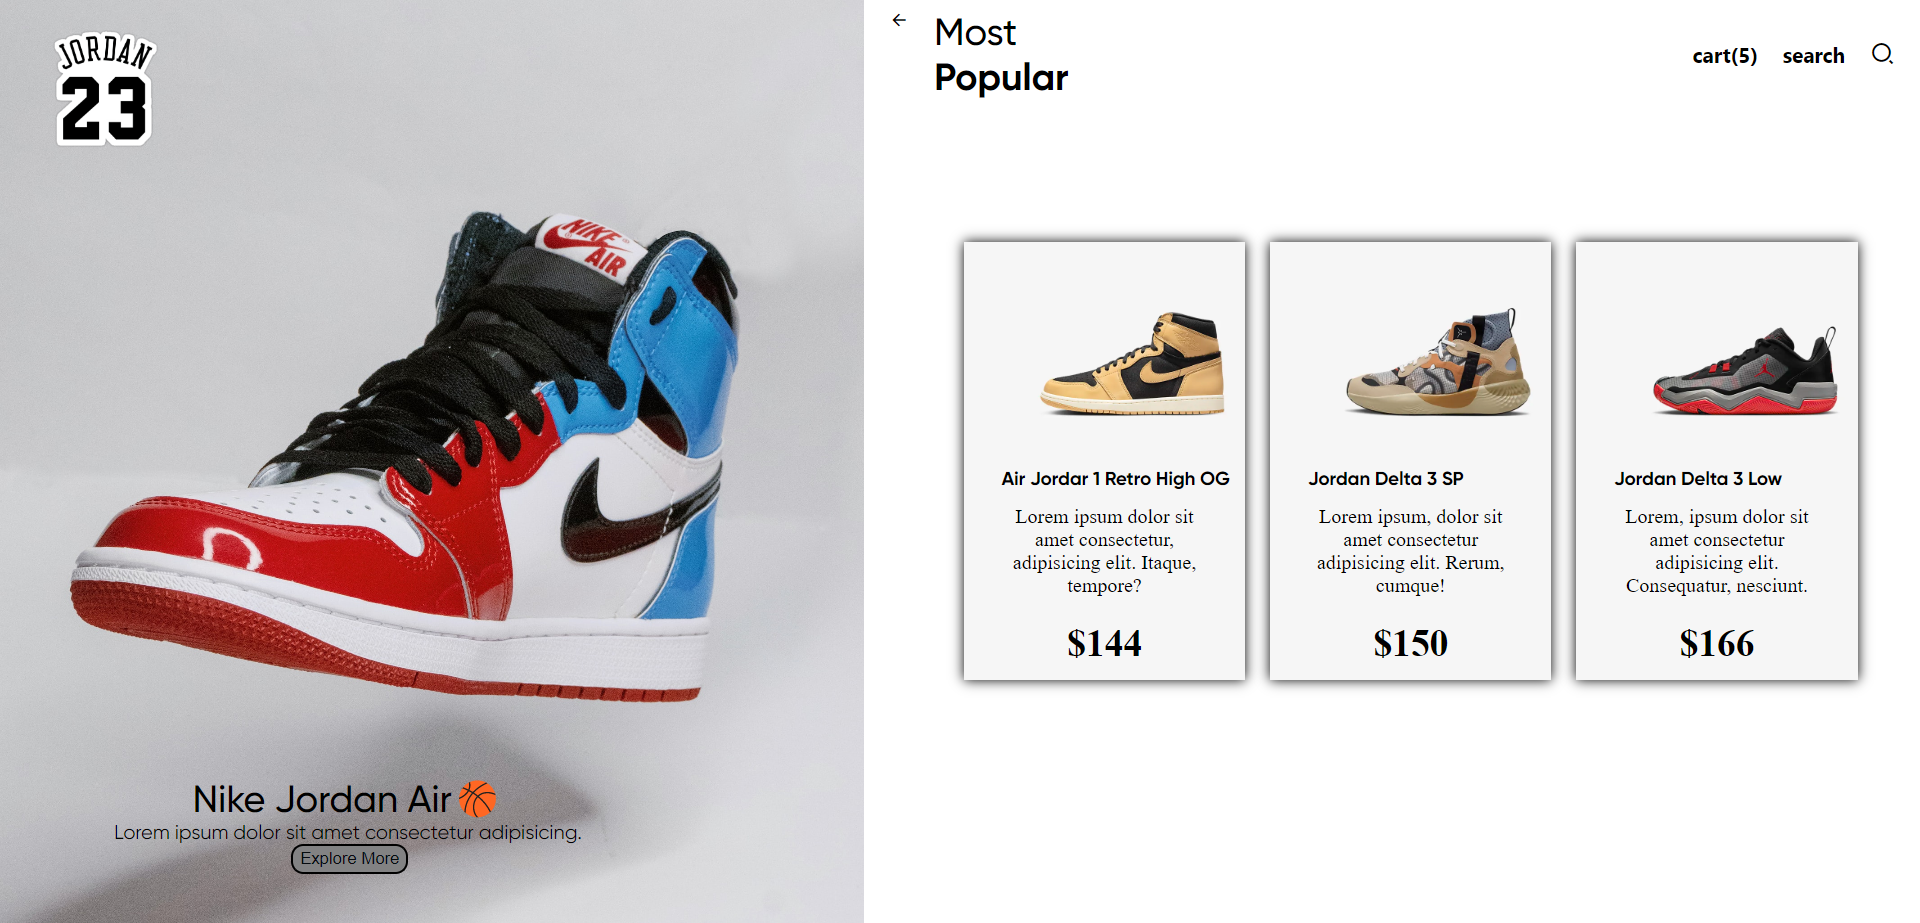 JORDAN
23
NIKE
AIR
Nike Jordan Air
Lorem ipsum dolor sit amet consectetur adipisicing.
Explore More
Most
Popular
cart(5)
search
Air Jordar 1 Retro High OG
Lorem ipsum dolor sit
amet consectetur,
adipisicing elit. Itaque,
tempore?
$144
Jordan Delta 3 SP
Lorem ipsum, dolor sit
amet consectetur
adipisicing elit. Rerum,
cumque!
$150
Jordan Delta 3 Low
Lorem, ipsum dolor sit
amet consectetur
adipisicing elit.
Consequatur, nesciunt.
$166